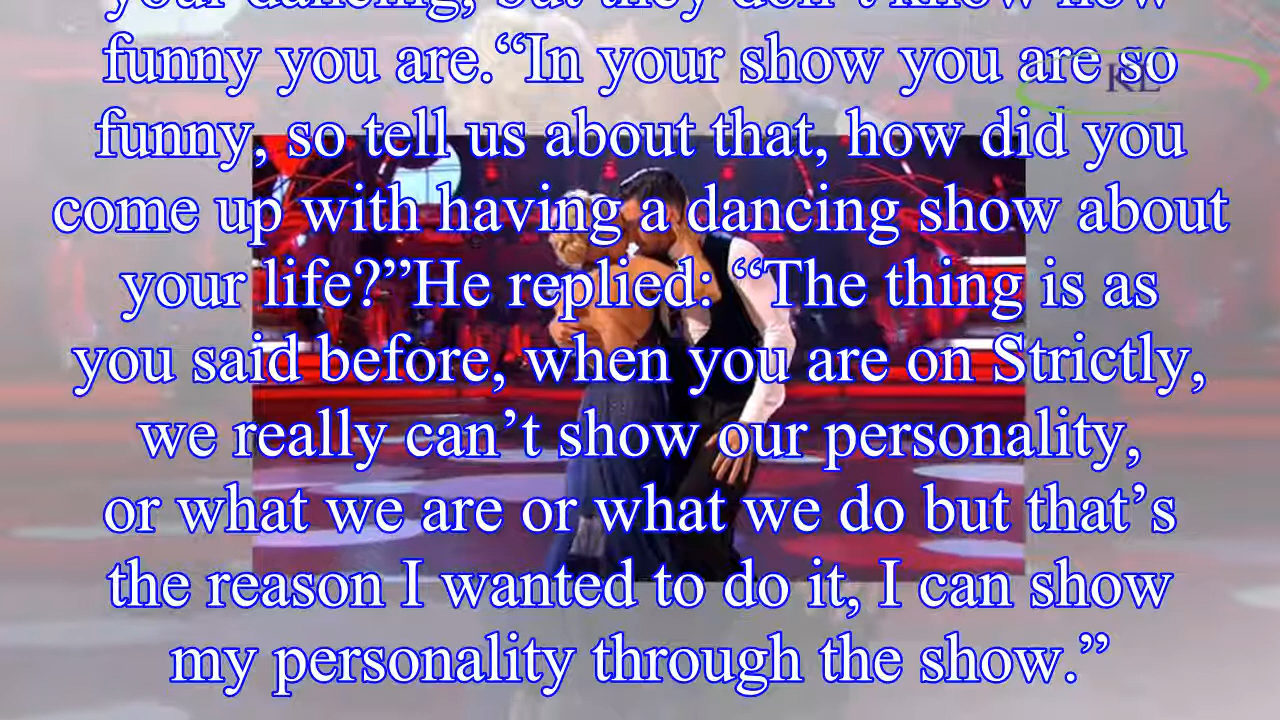 your dancing, but they don't know how
funny you are.“In your show you are so
funny, so tell us about that, how did you
come up with having a dancing show about
your life?”He replied: “The thing is as
you said before, when you are on Strictly,
we really can’t show our personality,
or what we are or what we do but that’s
the reason I wanted to do it, I can show
my personality through the show.”